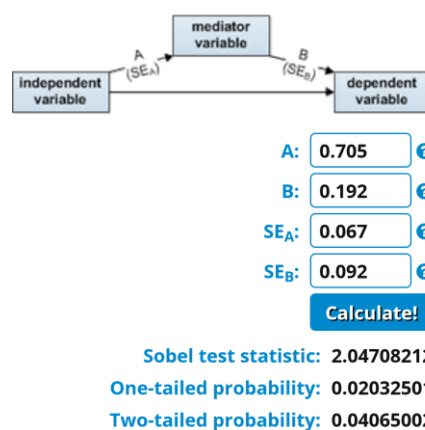 mediator
variable
A
(SEA)
B
(SEB)
independent
variable
dependent
variable
A: 0.705
B: 0.192
SEA: 0.067
SEB: 0.092
Calculate!
Sobel test statistic: 2.0470821
One-tailed probability: 0.0203250
Two-tailed probability: 0.0406500